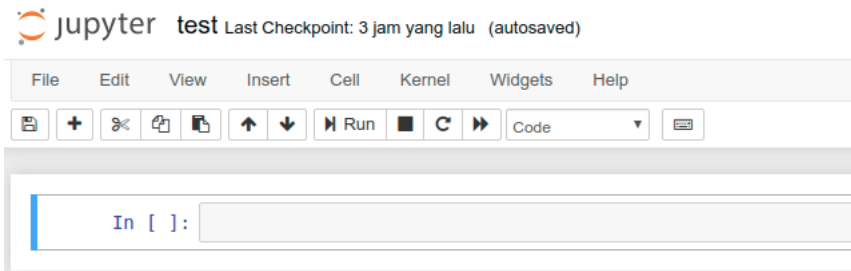 jupyter test Last Checkpoint: 3 jam yang lalu (autosaved)
File Edit View Insert Cell Kernel Widgets Help
Run Code
In [ ]: